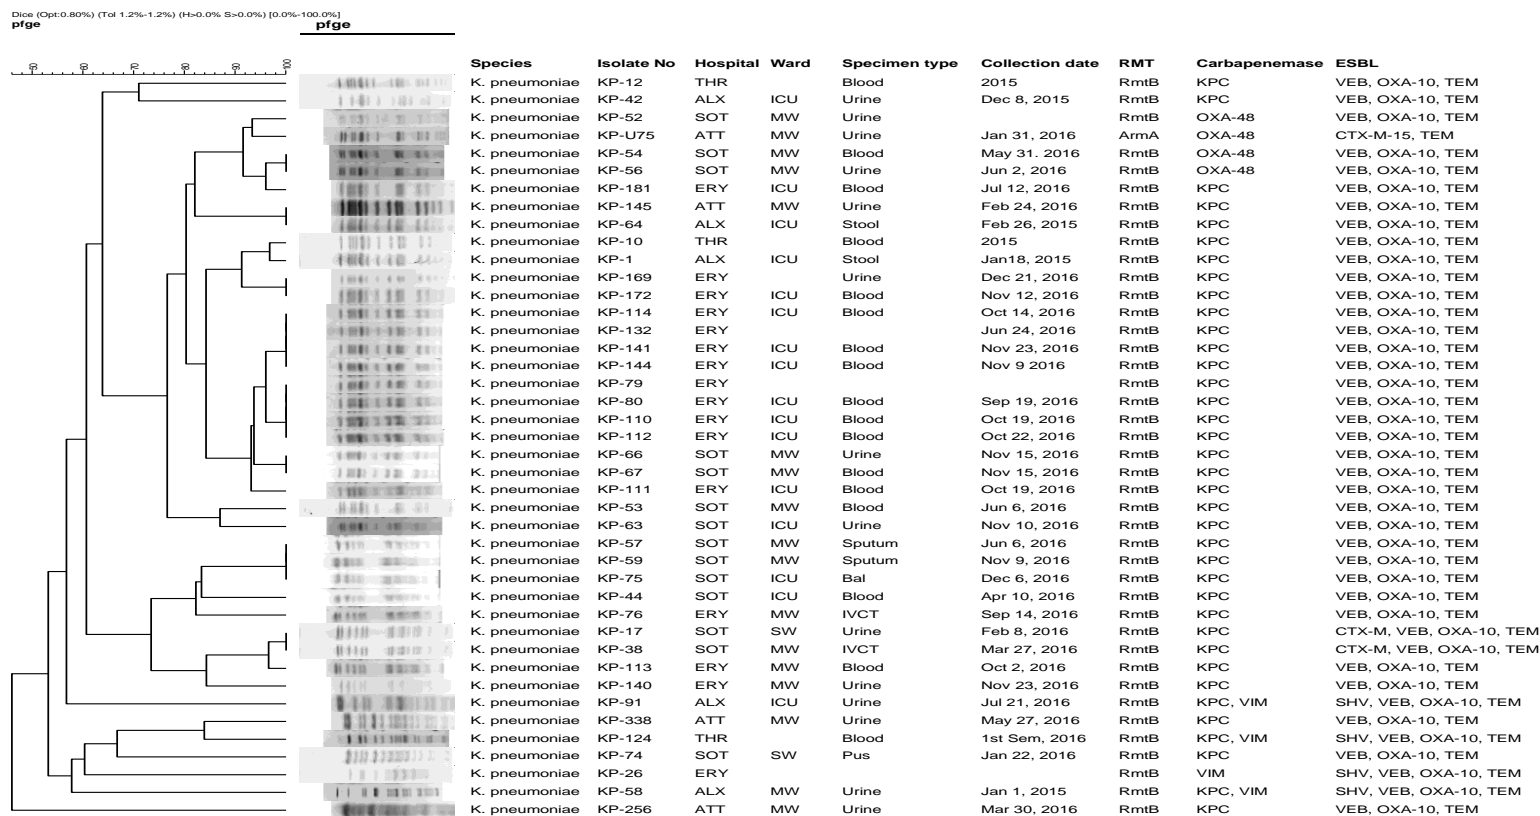 Dice (Opt:0.80%) (Tol 1.2%-1.2%) (H>0.0% S>0.0%) [0.0%-100.0%]
pfge pfge
50 60 70 80 90 100
Species Isolate No Hospital Ward Specimen type Collection date RMT Carbapenemase ESBL
K. pneumoniae KP-12 THR Blood 2015 RmtB KPC VEB, OXA-10, TEM
K. pneumoniae KP-42 ALX ICU Urine Dec 8, 2015 RmtB KPC VEB, OXA-10, TEM
K. pneumoniae KP-52 SOT MW Urine RmtB OXA-48 VEB, OXA-10, TEM
K. pneumoniae KP-U75 ATT MW Urine Jan 31, 2016 ArmA OXA-48 CTX-M-15, TEM
K. pneumoniae KP-54 SOT MW Blood May 31. 2016 RmtB OXA-48 VEB, OXA-10, TEM
K. pneumoniae KP-56 SOT MW Urine Jun 2, 2016 RmtB OXA-48 VEB, OXA-10, TEM
K. pneumoniae KP-181 ERY ICU Blood Jul 12, 2016 RmtB KPC VEB, OXA-10, TEM
K. pneumoniae KP-145 ATT MW Urine Feb 24, 2016 RmtB KPC VEB, OXA-10, TEM
K. pneumoniae KP-64 ALX ICU Stool Feb 26, 2015 RmtB KPC VEB, OXA-10, TEM
K. pneumoniae KP-10 THR Blood 2015 RmtB KPC VEB, OXA-10, TEM
K. pneumoniae KP-1 ALX ICU Stool Jan18, 2015 RmtB KPC VEB, OXA-10, TEM
K. pneumoniae KP-169 ERY Urine Dec 21, 2016 RmtB KPC VEB, OXA-10, TEM
K. pneumoniae KP-172 ERY ICU Blood Nov 12, 2016 RmtB KPC VEB, OXA-10, TEM
K. pneumoniae KP-114 ERY ICU Blood Oct 14, 2016 RmtB KPC VEB, OXA-10, TEM
K. pneumoniae KP-132 ERY Jun 24, 2016 RmtB KPC VEB, OXA-10, TEM
K. pneumoniae KP-141 ERY ICU Blood Nov 23, 2016 RmtB KPC VEB, OXA-10, TEM
K. pneumoniae KP-144 ERY ICU Blood Nov 9 2016 RmtB KPC VEB, OXA-10, TEM
K. pneumoniae KP-79 ERY RmtB KPC VEB, OXA-10, TEM
K. pneumoniae KP-80 ERY ICU Blood Sep 19, 2016 RmtB KPC VEB, OXA-10, TEM
K. pneumoniae KP-110 ERY ICU Blood Oct 19, 2016 RmtB KPC VEB, OXA-10, TEM
K. pneumoniae KP-112 ERY ICU Blood Oct 22, 2016 RmtB KPC VEB, OXA-10, TEM
K. pneumoniae KP-66 SOT MW Urine Nov 15, 2016 RmtB KPC VEB, OXA-10, TEM
K. pneumoniae KP-67 SOT MW Blood Nov 15, 2016 RmtB KPC VEB, OXA-10, TEM
K. pneumoniae KP-111 ERY ICU Blood Oct 19, 2016 RmtB KPC VEB, OXA-10, TEM
K. pneumoniae KP-53 SOT MW Blood Jun 6, 2016 RmtB KPC VEB, OXA-10, TEM
K. pneumoniae KP-63 SOT ICU Urine Nov 10, 2016 RmtB KPC VEB, OXA-10, TEM
K. pneumoniae KP-57 SOT MW Sputum Jun 6, 2016 RmtB KPC VEB, OXA-10, TEM
K. pneumoniae KP-59 SOT MW Sputum Nov 9, 2016 RmtB KPC VEB, OXA-10, TEM
K. pneumoniae KP-75 SOT ICU Bal Dec 6, 2016 RmtB KPC VEB, OXA-10, TEM
K. pneumoniae KP-44 SOT ICU Blood Apr 10, 2016 RmtB KPC VEB, OXA-10, TEM
K. pneumoniae KP-76 ERY MW IVCT Sep 14, 2016 RmtB KPC VEB, OXA-10, TEM
K. pneumoniae KP-17 SOT SW Urine Feb 8, 2016 RmtB KPC CTX-M, VEB, OXA-10, TEM
K. pneumoniae KP-38 SOT MW IVCT Mar 27, 2016 RmtB KPC CTX-M, VEB, OXA-10, TEM
K. pneumoniae KP-113 ERY MW Blood Oct 2, 2016 RmtB KPC VEB, OXA-10, TEM
K. pneumoniae KP-140 ERY MW Urine Nov 23, 2016 RmtB KPC VEB, OXA-10, TEM
K. pneumoniae KP-91 ALX ICU Urine Jul 21, 2016 RmtB KPC, VIM SHV, VEB, OXA-10, TEM
K. pneumoniae KP-338 ATT MW Urine May 27, 2016 RmtB KPC VEB, OXA-10, TEM
K. pneumoniae KP-124 THR Blood 1st Sem, 2016 RmtB KPC, VIM SHV, VEB, OXA-10, TEM
K. pneumoniae KP-74 SOT SW Pus Jan 22, 2016 RmtB KPC VEB, OXA-10, TEM
K. pneumoniae KP-26 ERY RmtB VIM SHV, VEB, OXA-10, TEM
K. pneumoniae KP-58 ALX MW Urine Jan 1, 2015 RmtB KPC, VIM SHV, VEB, OXA-10, TEM
K. pneumoniae KP-256 ATT MW Urine Mar 30, 2016 RmtB KPC VEB, OXA-10, TEM